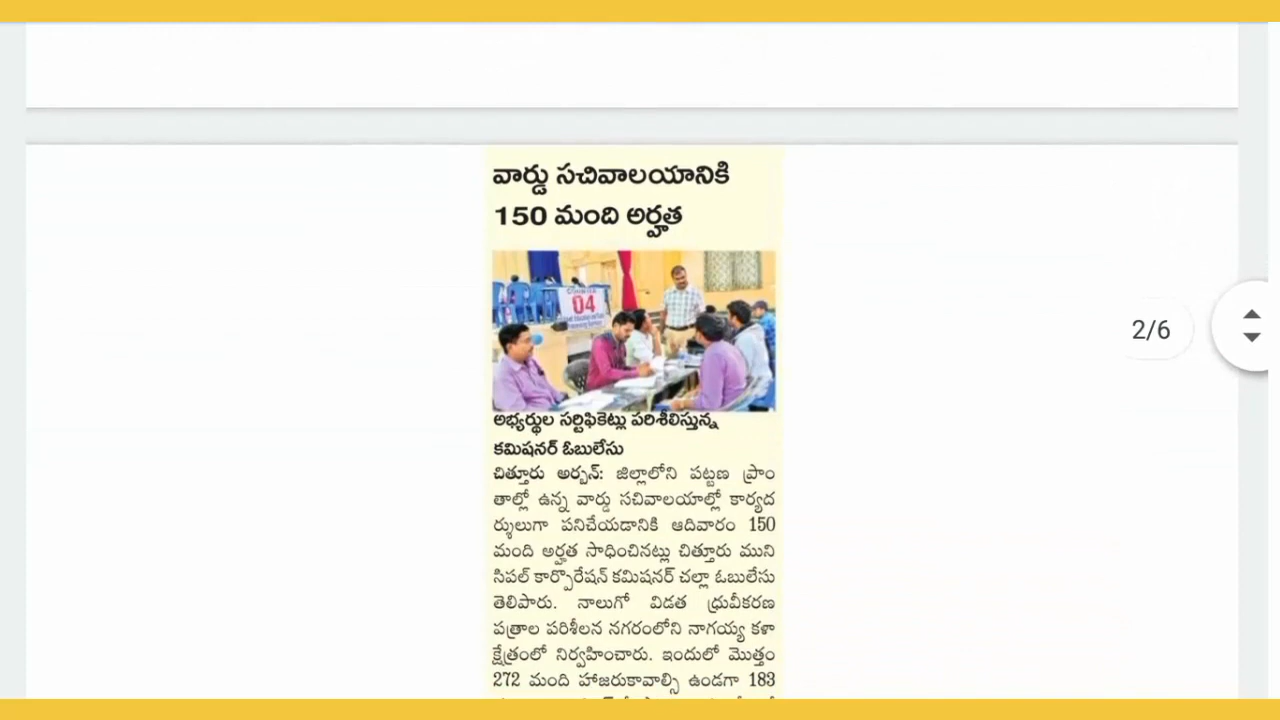 వార్డు సచివాలయానికి
150 మంది అర్హత
04
అభ్యర్థుల సర్టిఫికెట్లు పరిశీలిస్తున్న
కమిషనర్ ఓబులేసు
చిత్తూరు అర్బన్: జిల్లాలోని పట్టణ ప్రాం
తాల్లో ఉన్న వార్డు సచివాలయాల్లో కార్యద
ర్శులుగా పనిచేయడానికి ఆదివారం 150
మంది అర్హత సాధించినట్లు చిత్తూరు ముని
సిపల్ కార్పొరేషన్ కమిషనర్ చల్లా ఓబులేసు
తెలిపారు. నాలుగో విడత ధ్రువీకరణ
పత్రాల పరిశీలన నగరంలోని నాగయ్య కళా
క్షేత్రంలో నిర్వహించారు. ఇందులో మొత్తం
272 మంది హాజరుకావాల్సి ఉండగా 183
2/6